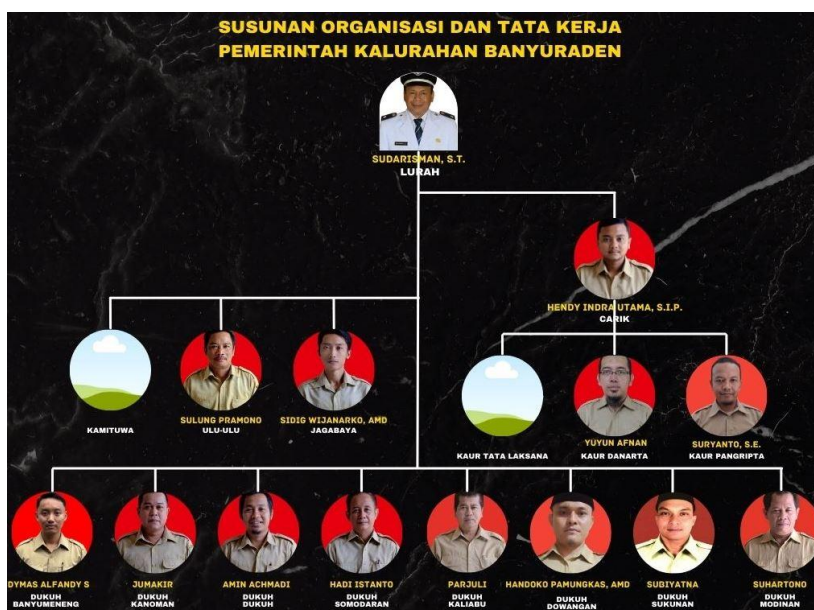 SUSUNAN ORGANISASI DAN TATA KERJA
PEMERINTAH KALURAHAN BANYURADEN
SUDARISMAN, S.T.
LURAH
HENDY INDRA UTAMA, S.I.P.
CARIK
KAMITUWA
SULUNG PRAMONO
ULU-ULU
SIDIG WIJANARKO, AMD
JAGABAYA
KAUR TATA LAKSANA
YUYUN AFNAN
KAUR DANARTA
SURYANTO, S.E.
KAUR PANGRIPTA
DYMAS ALFANDY S
DUKUH
BANYUMENENG
JUMAKIR
DUKUH
KANOMAN
AMIN ACHMADI
DUKUH
DUKUH
HADI ISTANTO
DUKUH
SOMODARAN
PARJULI
DUKUH
KALIABU
HANDOKO PAMUNGKAS, AMD
DUKUH
DOWANGAN
SUBIYATNA
DUKUH
SUKUNAN
SUHARTONO
DUKUH
MODINAN